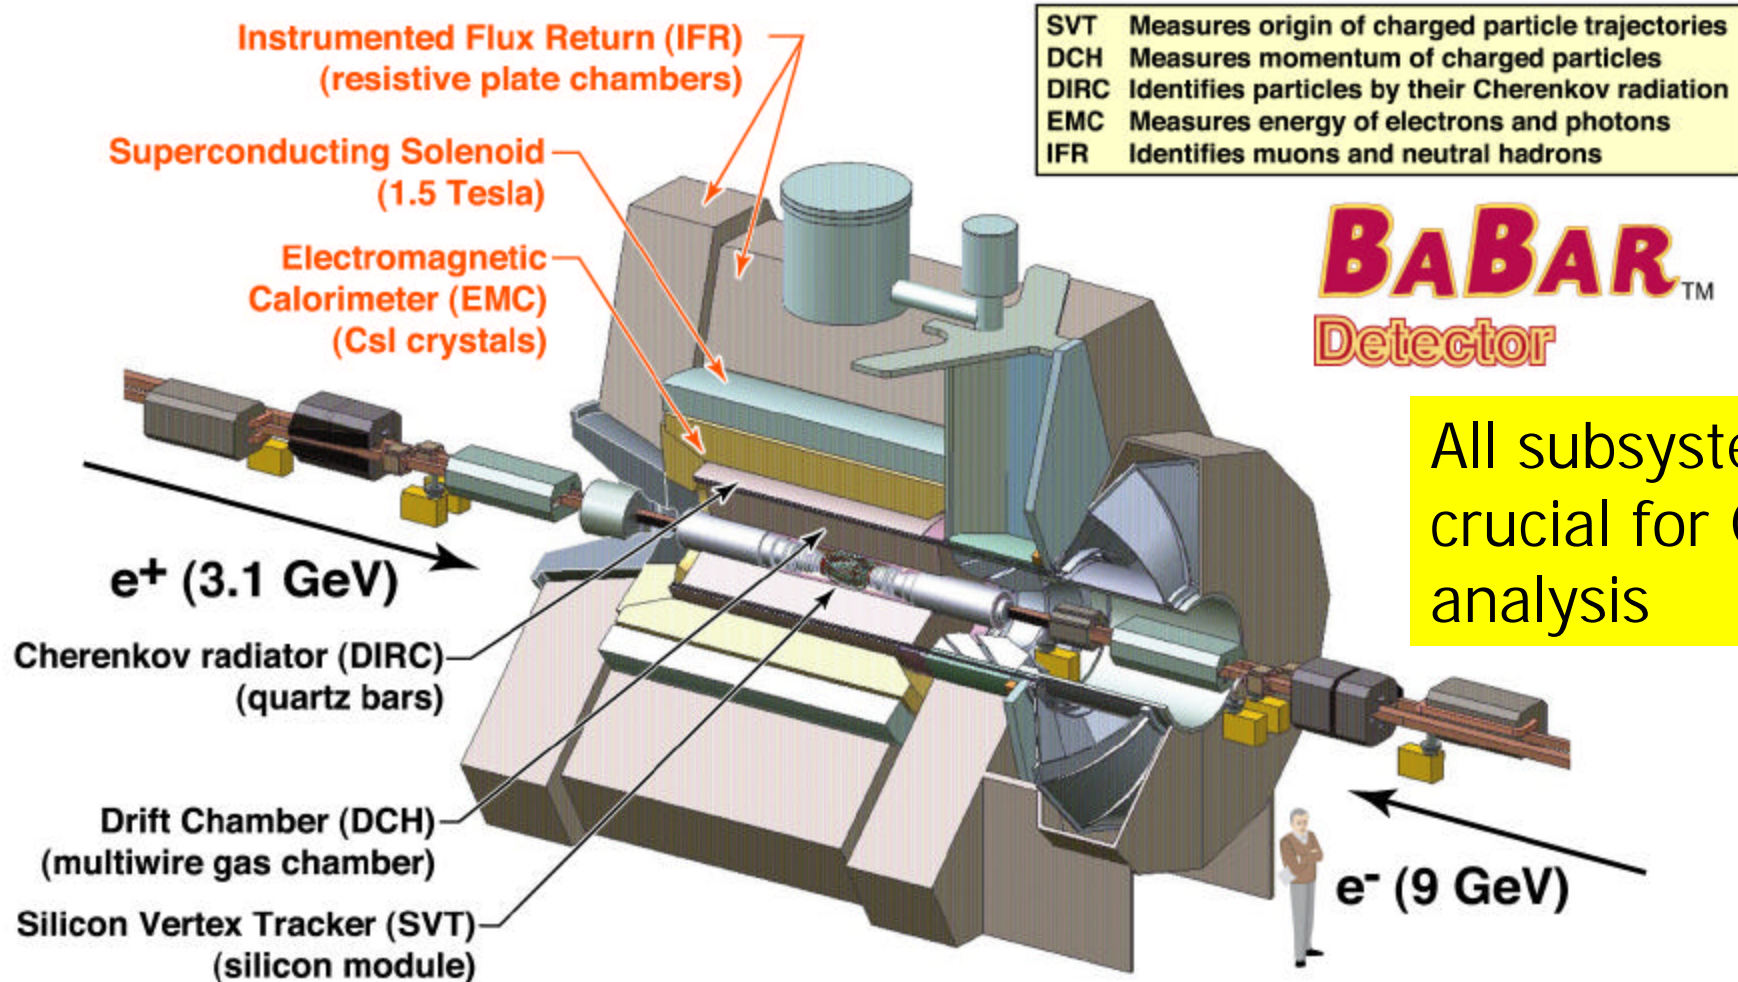 Instrumented Flux Return (IFR)
(resistive plate chambers)
Superconducting Solenoid
(1.5 Tesla)
Electromagnetic
Calorimeter (EMC)
(CsI crystals)
SVT Measures origin of charged particle trajectories
DCH Measures momentum of charged particles
DIRC Identifies particles by their Cherenkov radiation
EMC Measures energy of electrons and photons
IFR Identifies muons and neutral hadrons
BABAR TM
Detector
All
crucial for
analysis
e+ (3.1 GeV)
Cherenkov radiator (DIRC)
(quartz bars)
Drift Chamber (DCH)
(multiwire gas chamber)
Silicon Vertex Tracker (SVT)
(silicon module)
e- (9 GeV)